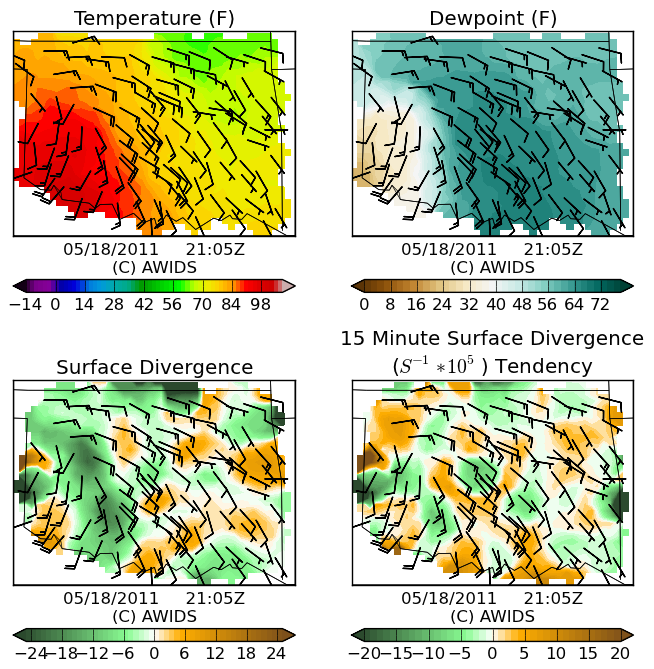 Temperature (F)
Dewpoint (F)
05/18/2011 21:05Z
(C) AWIDS
05/18/2011 21:05Z
(C) AWIDS
−14 0 14 28 42 56 70 84 98
0 8 16 24 32 40 48 56 64 72
Surface Divergence
15 Minute Surface Divergence
(S⁻¹ *10⁵ ) Tendency
05/18/2011 21:05Z
(C) AWIDS
05/18/2011 21:05Z
(C) AWIDS
−24−18−12 −6 0 6 12 18 24
−20−15−10 −5 0 5 10 15 20